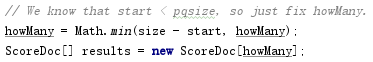 // We know that start < pqsize, so just fix howMany.
howMany = Math.min(size - start, howMany);
ScoreDoc[] results = new ScoreDoc[howMany];